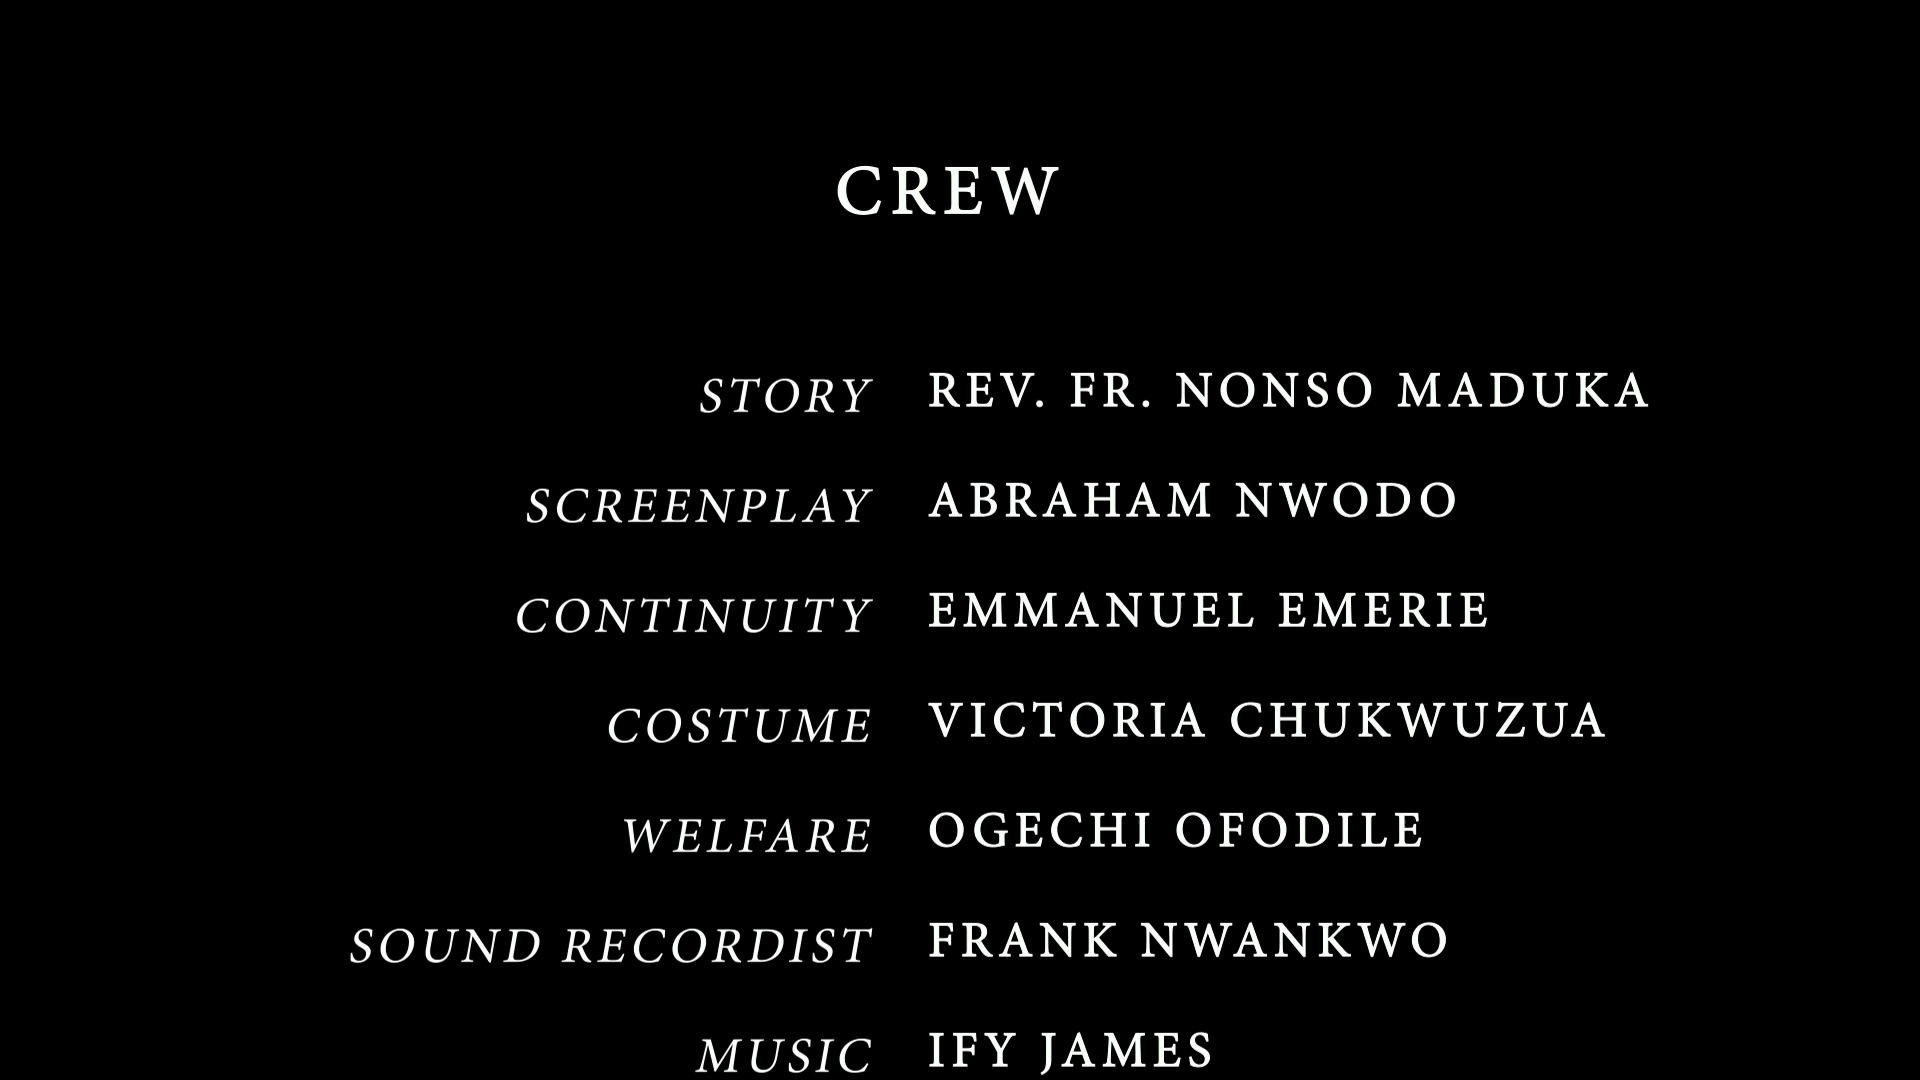 CREW
STORY REV. FR. NONSO MADUKA
SCREENPLAY ABRAHAM NWODO
CONTINUITY EMMANUEL EMERIE
COSTUME VICTORIA CHUKWUZUA
WELFARE OGECHI OFODILE
SOUND RECORDIST FRANK NWANKWO
MUSIC IFY JAMES